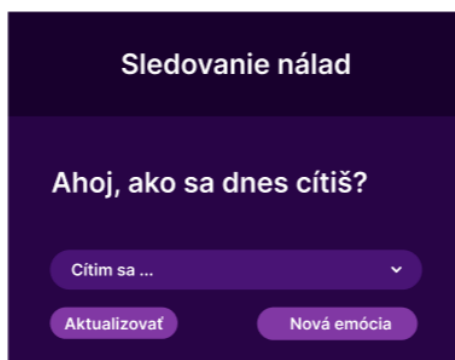 Sledovanie nálad
Ahoj, ako sa dnes cítiš?
Cítim sa ...
Aktualizovať
Nová emócia